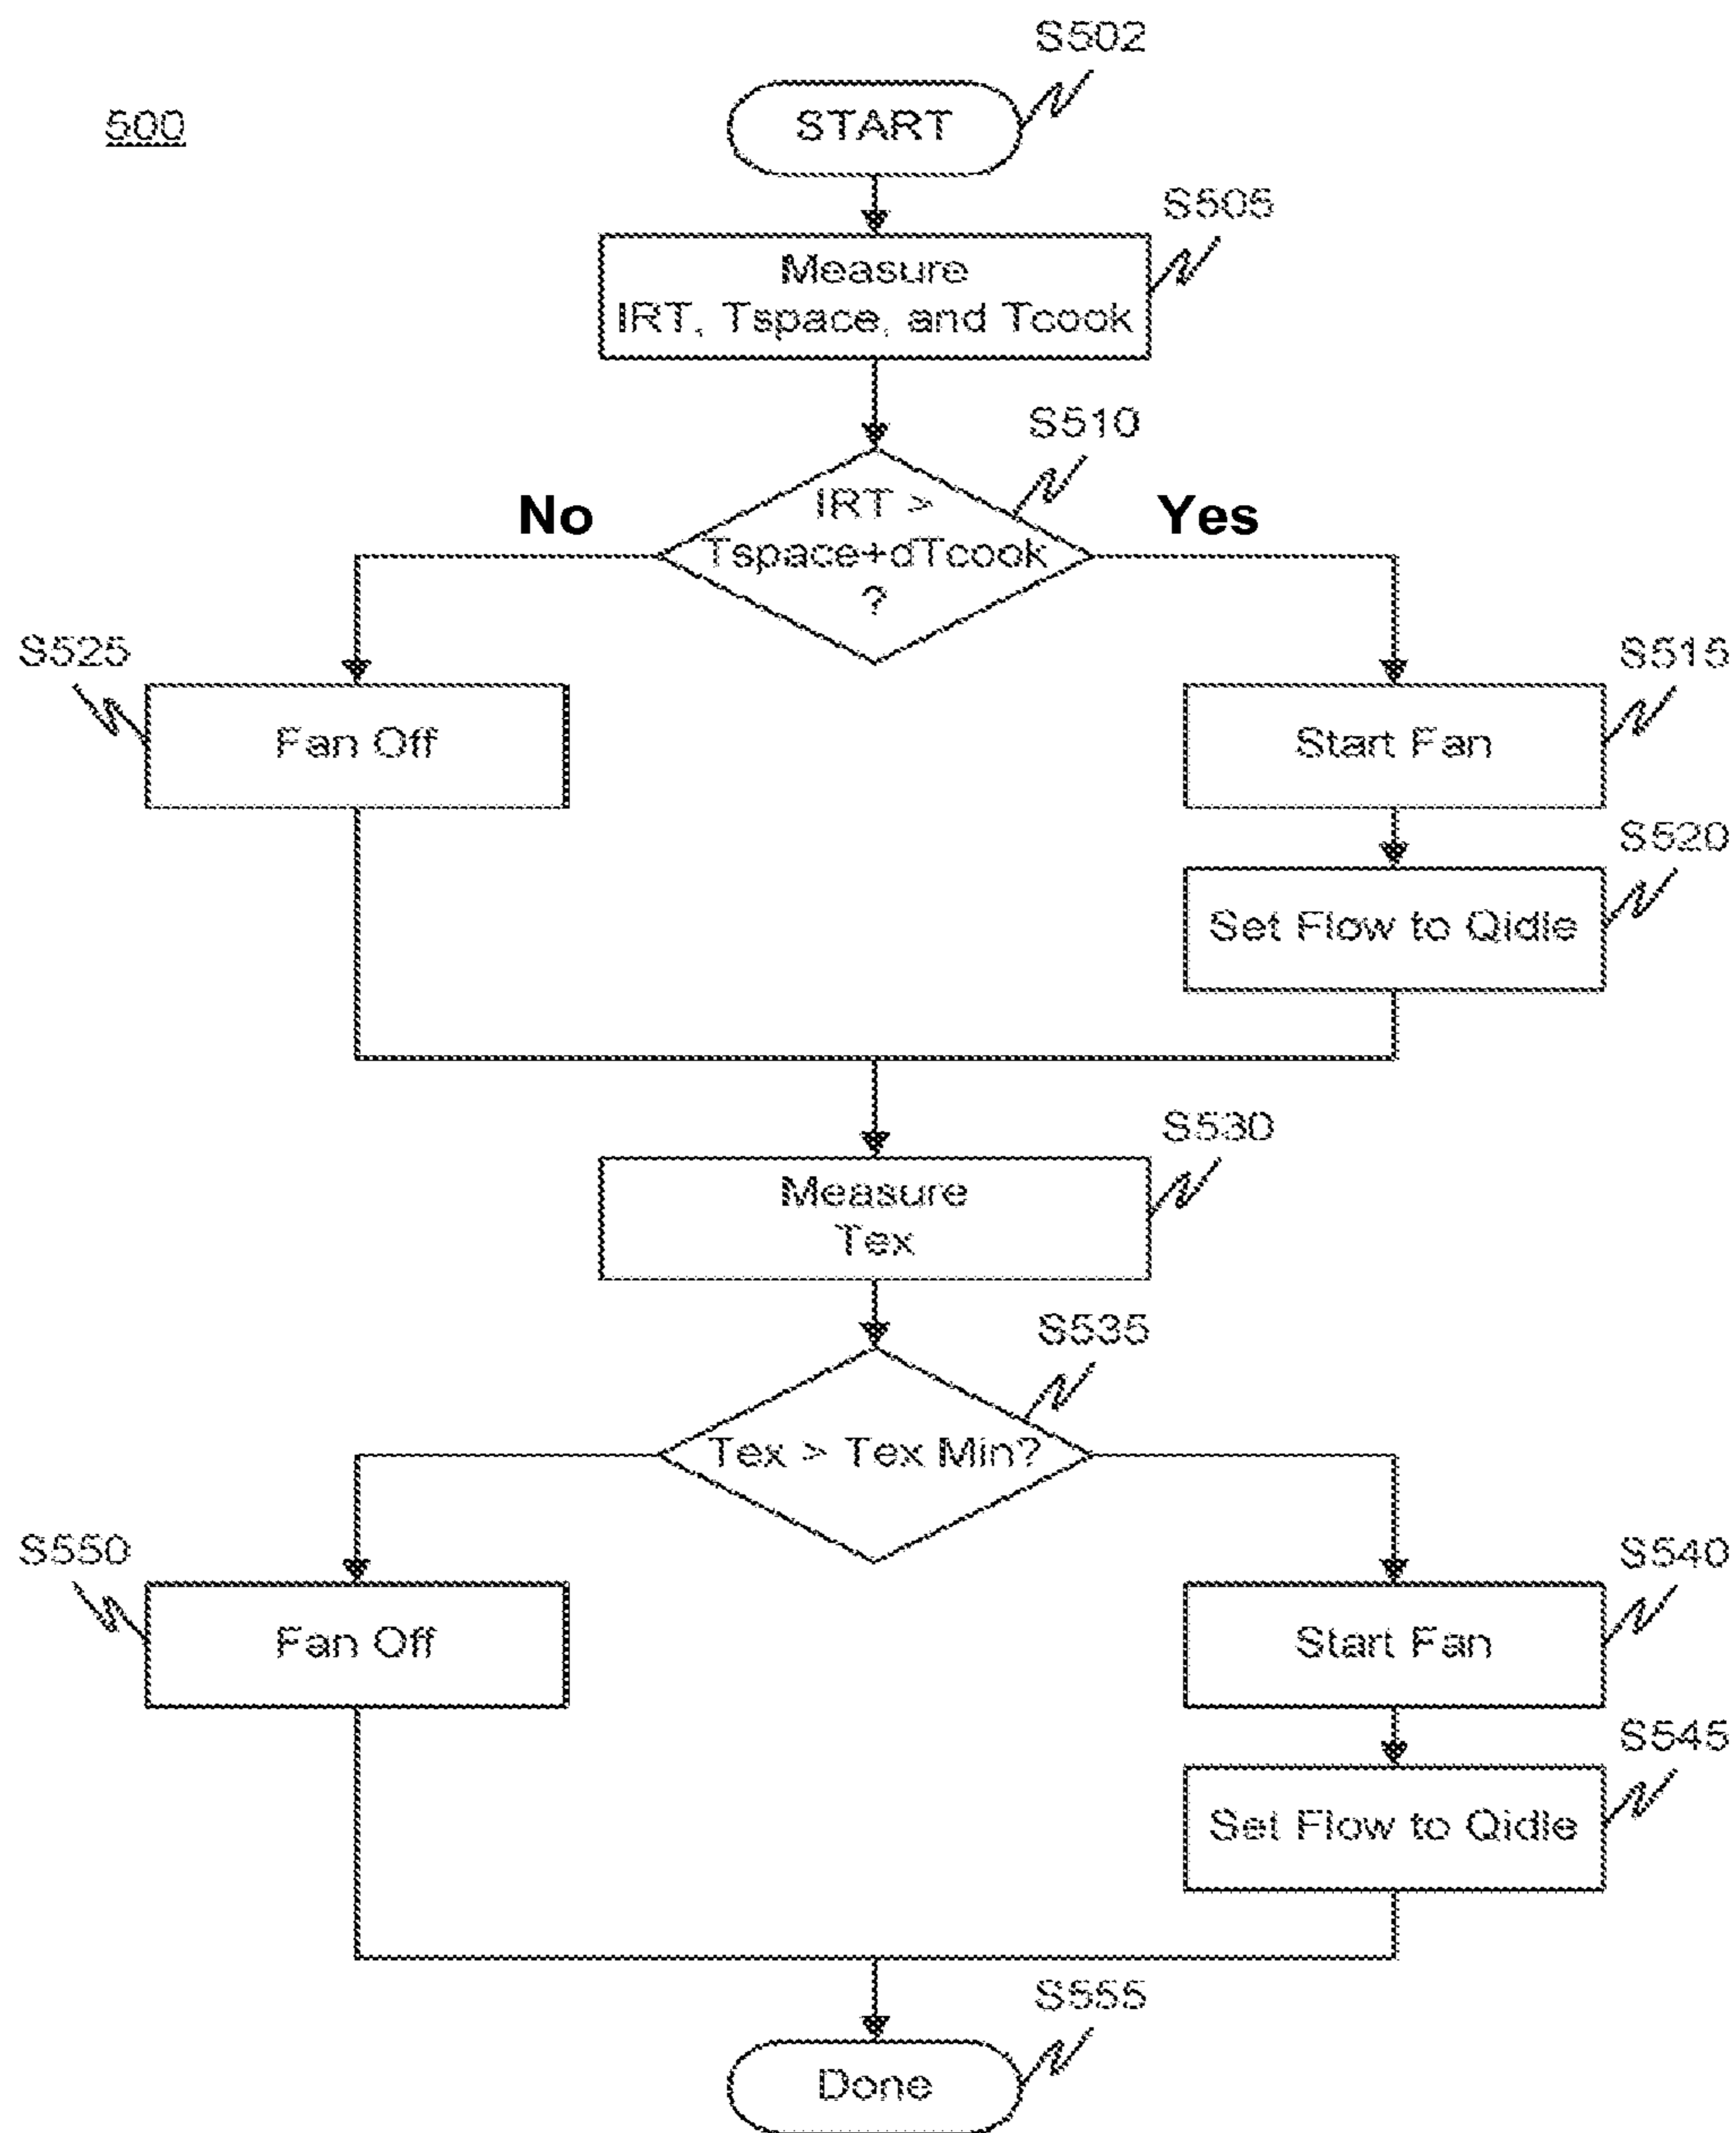 S502
500
START
S505
Measure
IRT, Tspace, and Tcook
S510
No
IRT >
Yes
Tspace+dTcook
?
S525
S515
Fan Off
Start Fan
S520
Set Flow to Qidle
S530
Measure
Tex
S535
Tex > Tex Min?
S550
S540
Fan Off
Start Fan
S545
Set Flow to Qidle
S555
Done